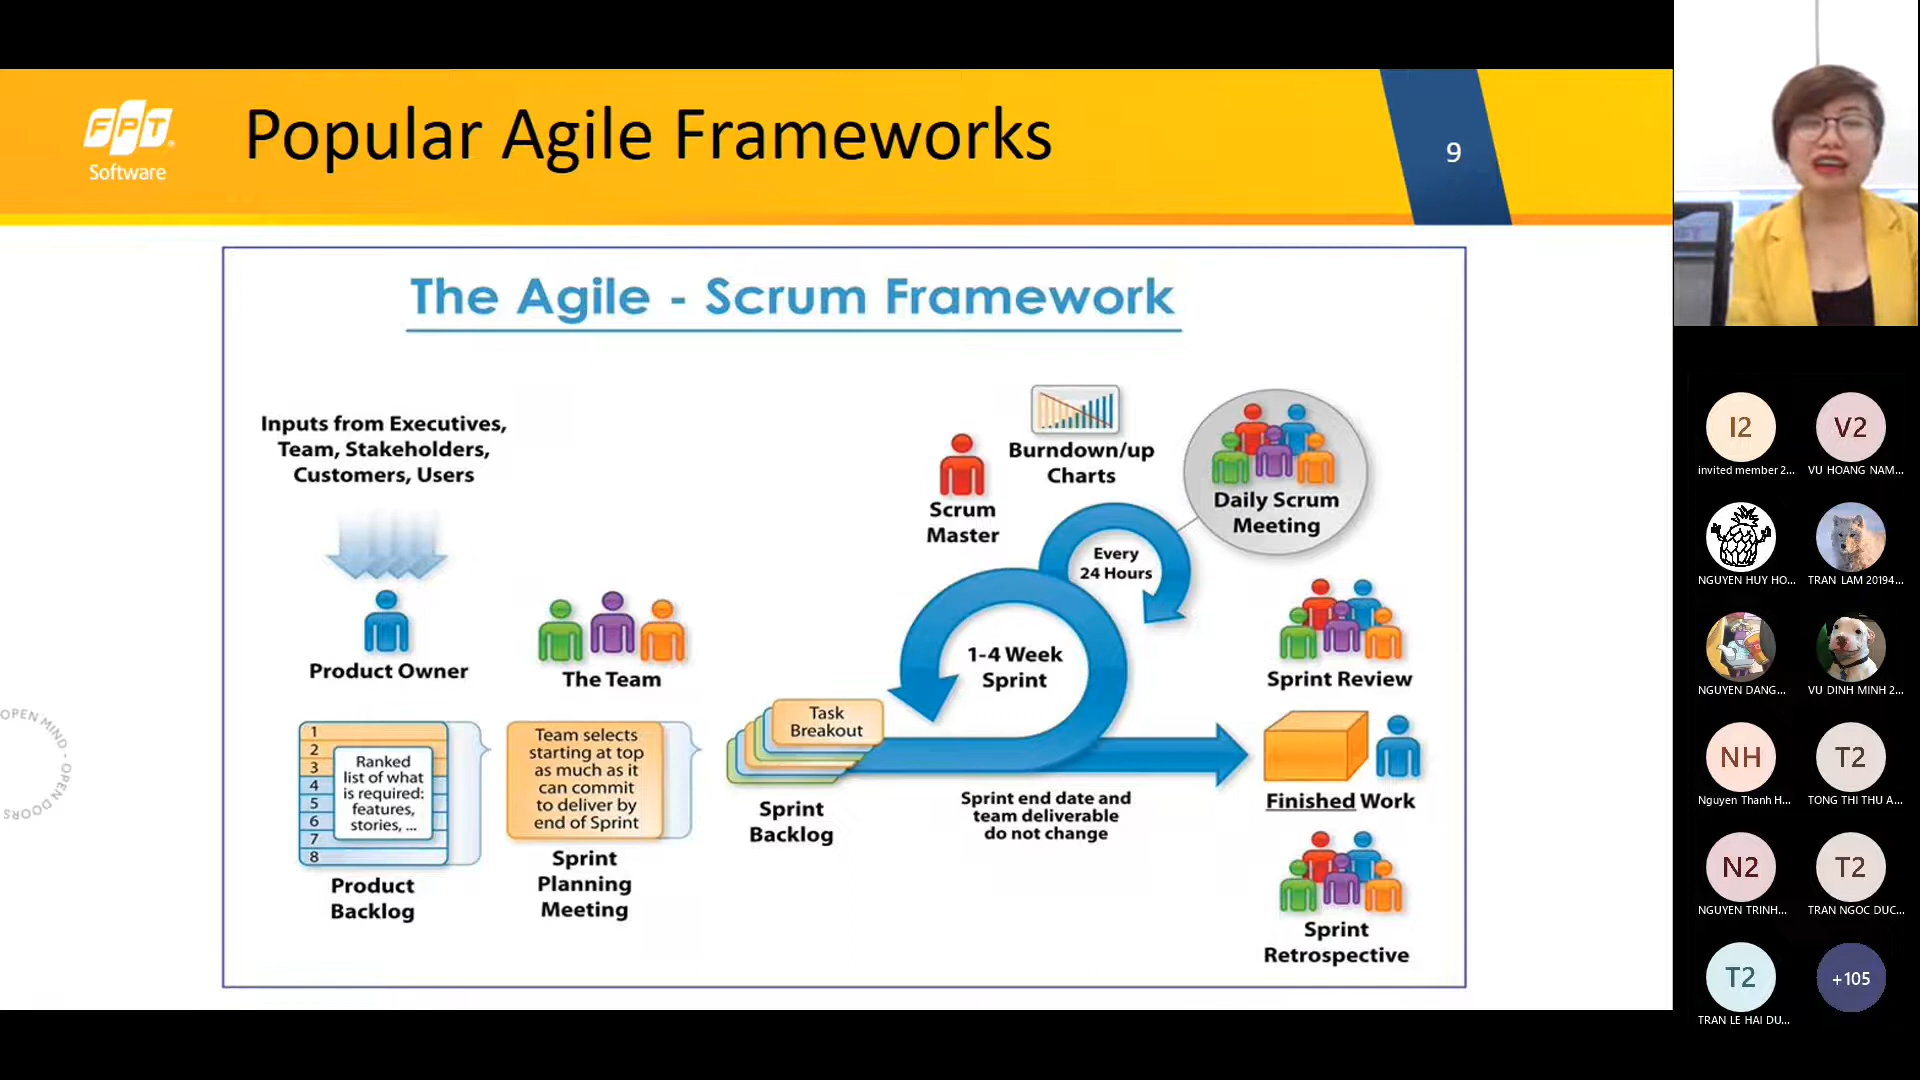 FPT
Software
Popular Agile Frameworks
9
The Agile - Scrum Framework
Inputs from Executives,
Team, Stakeholders,
Customers, Users
Product Owner
The Team
1
2
3
4
5
6
7
8
Ranked
list of what
is required:
features,
stories, ...
Product
Backlog
Team selects
starting at top
as much as it
can commit
to deliver by
end of Sprint
Sprint
Planning
Meeting
Task
Breakout
Sprint
Backlog
Scrum
Master
Burndown/up
Charts
Daily Scrum
Meeting
Every
24 Hours
1-4 Week
Sprint
Sprint end date and
team deliverable
do not change
Sprint Review
Finished Work
Sprint
Retrospective
OPEN MIND - OPEN DOORS
I2
invited member 2...
V2
VU HOANG NAM...
NGUYEN HUY HO...
TRAN LAM 20194...
NGUYEN DANG...
VU DINH MINH 2...
NH
Nguyen Thanh H...
T2
TONG THI THU A...
N2
NGUYEN TRINH...
T2
TRAN NGOC DUC...
T2
TRAN LE HAI DU...
+105